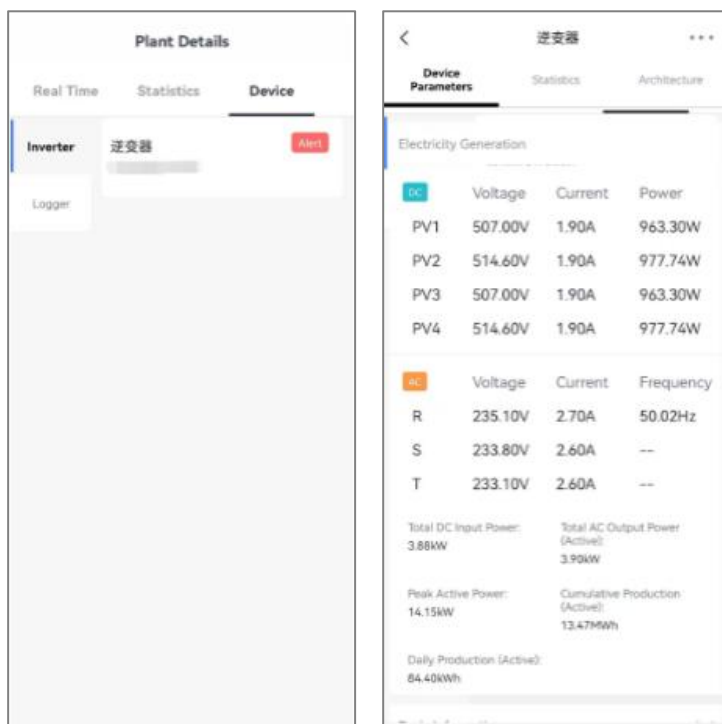 Plant Details
Real Time Statistics Device
Inverter 逆变器 Alert
Logger
逆变器
Device Parameters Statistics Architecture
Electricity Generation
DC Voltage Current Power
PV1 507.00V 1.90A 963.30W
PV2 514.60V 1.90A 977.74W
PV3 507.00V 1.90A 963.30W
PV4 514.60V 1.90A 977.74W
AC Voltage Current Frequency
R 235.10V 2.70A 50.02Hz
S 233.80V 2.60A --
T 233.10V 2.60A --
Total DC Input Power: Total AC Output Power
(Active):
3.88kW
3.90kW
Peak Active Power: Cumulative Production
(Active):
14.15kW
13.47MWh
Daily Production (Active):
84.40kWh